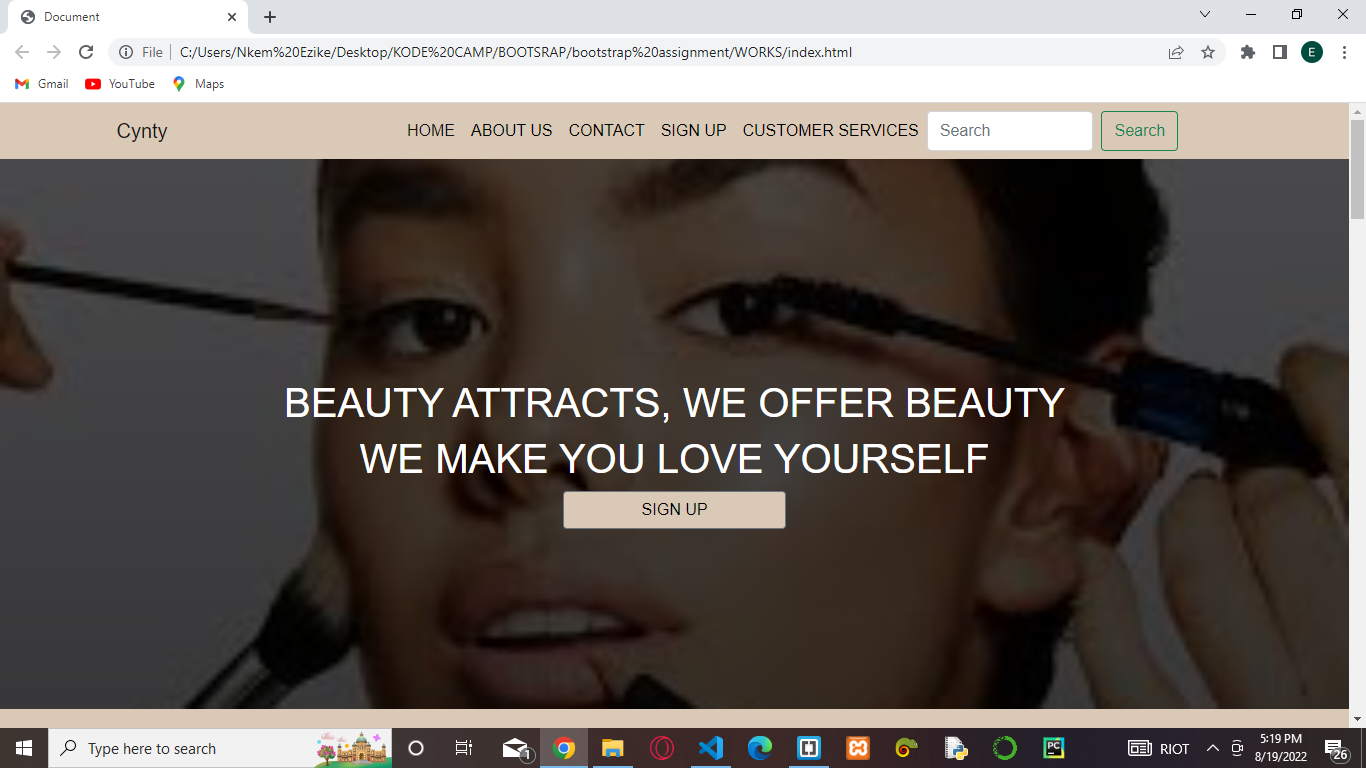 Document
File
C:/Users/Nkem%20Ezike/Desktop/KODE%20CAMP/BOOTSRAP/bootstrap%20assignment/WORKS/index.html
E
Gmail YouTube Maps
Cynty HOME ABOUT US CONTACT SIGN UP CUSTOMER SERVICES Search Search
BEAUTY ATTRACTS, WE OFFER BEAUTY
WE MAKE YOU LOVE YOURSELF
SIGN UP
Type here to search
1
PC
RIOT
5:19 PM
8/19/2022
26